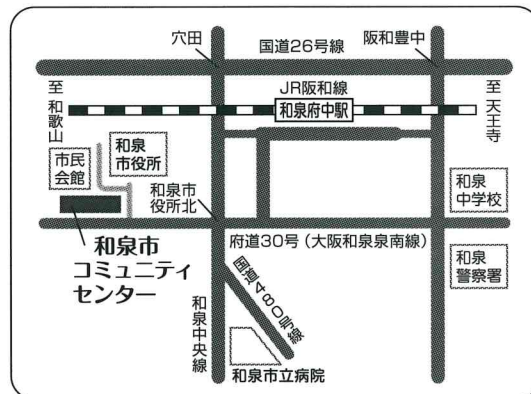 穴田
国道26号線
阪和豊中
至 和歌山
JR阪和線
和泉府中駅
至 天王寺
市民
会館
和泉
市役所
和泉市
役所北
和泉
中学校
府道30号(大阪和泉泉南線)
和泉市
コミュニティ
センター
国道480号線
和泉
警察署
和泉中央線
和泉市立病院